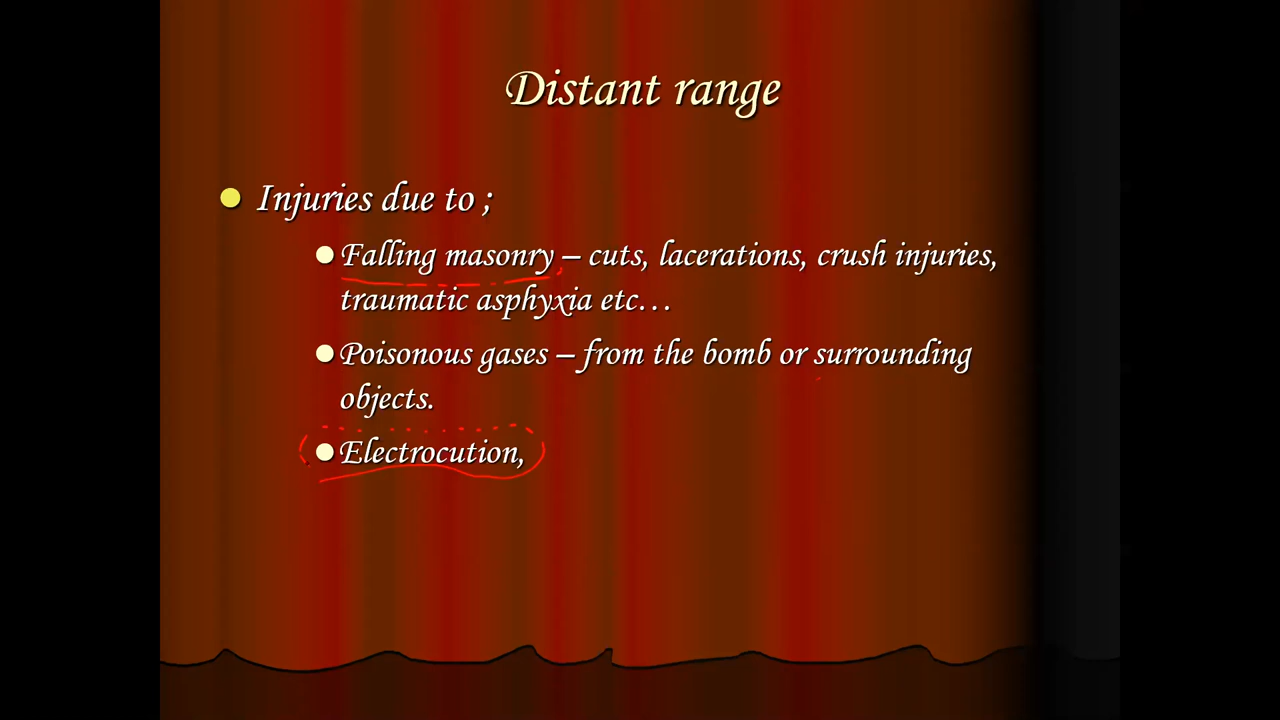 Distant range
Injuries due to ;
Falling masonry – cuts, lacerations, crush injuries,
traumatic asphyxia etc…
Poisonous gases – from the bomb or surrounding
objects.
Electrocution,